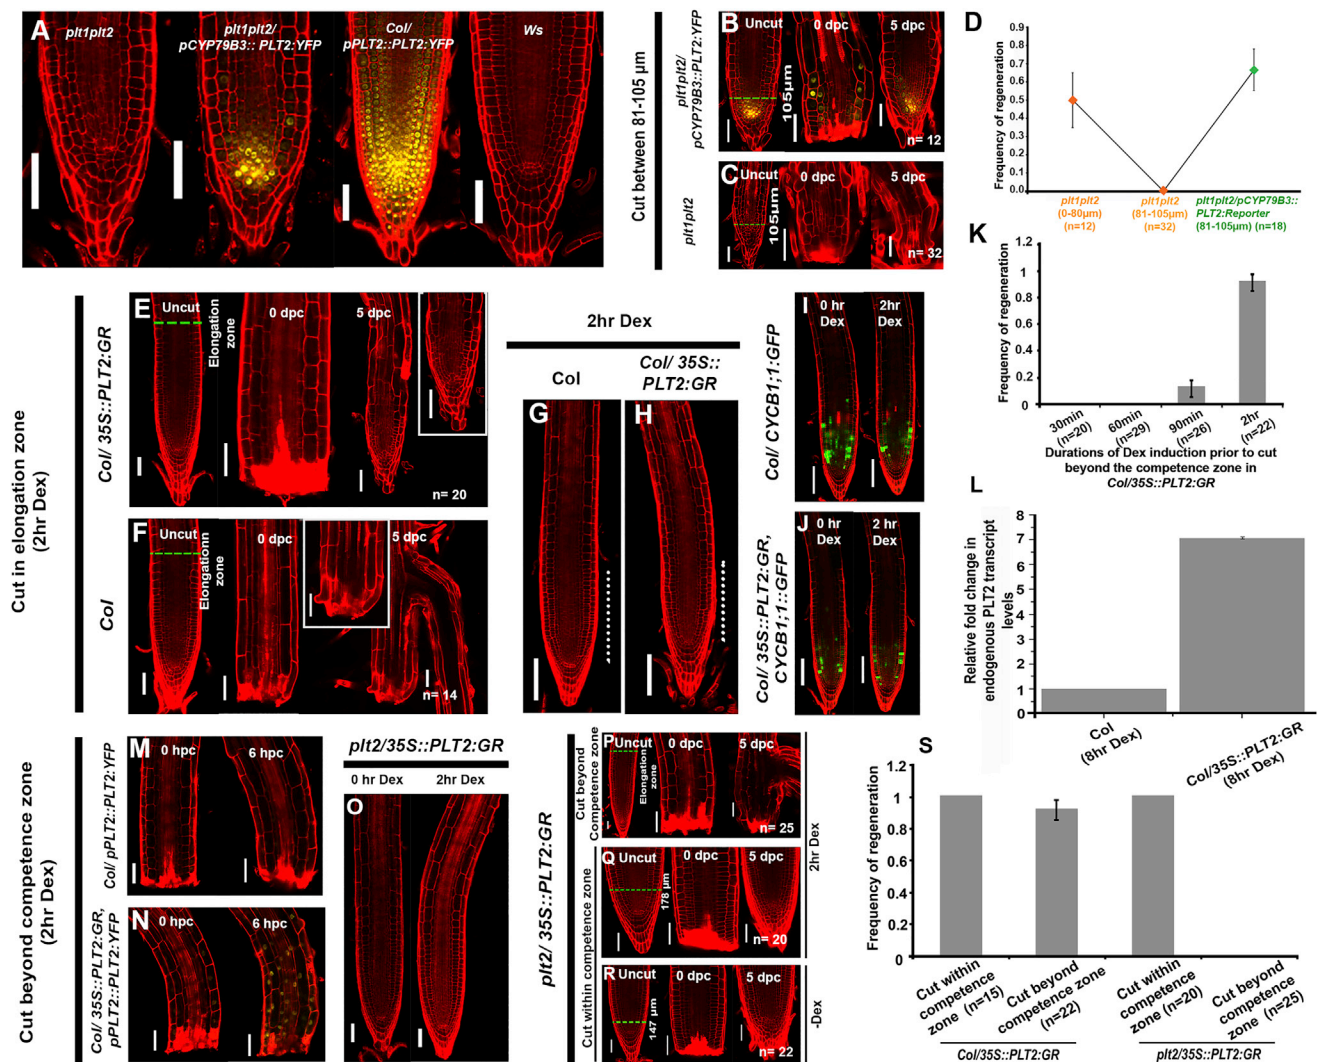 A
plt1plt2
plt1plt2/
pCYP79B3:: PLT2:YFP
Col/
pPLT2::PLT2:YFP
Ws
Cut between 81-105 µm
plt1plt2/
pCYP79B3::PLT2:YFP
B
Uncut
0 dpc
5 dpc
105µm
n= 12
plt1plt2
C
Uncut
0 dpc
5 dpc
105µm
n= 32
D
Frequency of regeneration
0.9
0.8
0.7
0.6
0.5
0.4
0.3
0.2
0.1
0.0
plt1plt2
(0-80µm)
(n=12)
plt1plt2
(81-105µm)
(n=32)
plt1plt2/pCYP79B3::
PLT2:Reporter
(81-105µm) (n=18)
Cut in elongation zone
(2hr Dex)
Col/ 35S::PLT2:GR
E
Uncut
Elongation
zone
0 dpc
5 dpc
n= 20
Col
F
Uncut
Elongationn
zone
0 dpc
5 dpc
n= 14
2hr Dex
Col
Col/ 35S::
PLT2:GR
G
H
Col/ CYCB1;1:GFP
I
0 hr
Dex
2hr
Dex
Col/ 35S::PLT2:GR,
CYCB1;1::GFP
J
0 hr
Dex
2 hr
Dex
K
Frequency of regeneration
1.2
1
0.8
0.6
0.4
0.2
0
30min
(n=20)
60min
(n=29)
90min
(n=26)
2hr
(n=22)
Durations of Dex induction prior to cut
beyond the competence zone in
Col/35S::PLT2:GR
L
Relative fold change in
endogenous PLT2 transcript
levels
8
7
6
5
4
3
2
1
0
Col
(8hr Dex)
Col/35S::PLT2:GR
(8hr Dex)
Cut beyond competence zone
(2hr Dex)
Col/ pPLT2::PLT2:YFP
M
0 hpc
6 hpc
Col/ 35S::PLT2:GR,
pPLT2::PLT2:YFP
N
0 hpc
6 hpc
plt2/35S::PLT2:GR
0 hr Dex
2hr Dex
O
plt2/ 35S::PLT2:GR
Cut beyond
Competence zone
P
Uncut
Elongation
zone
0 dpc
5 dpc
n= 25
2hr Dex
Cut within competence zone
Q
Uncut
178 µm
0 dpc
5 dpc
n= 20
R
Uncut
147 µm
0 dpc
5 dpc
n= 22
-Dex
S
Frequency of regeneration
1.2
1
0.8
0.6
0.4
0.2
0
Cut within
competence
zone (n=15)
Cut beyond
competence zone
(n=22)
Cut within
competence
zone (n=20)
Cut beyond
competence
zone (n=25)
Col/35S::PLT2:GR
plt2/35S::PLT2:GR